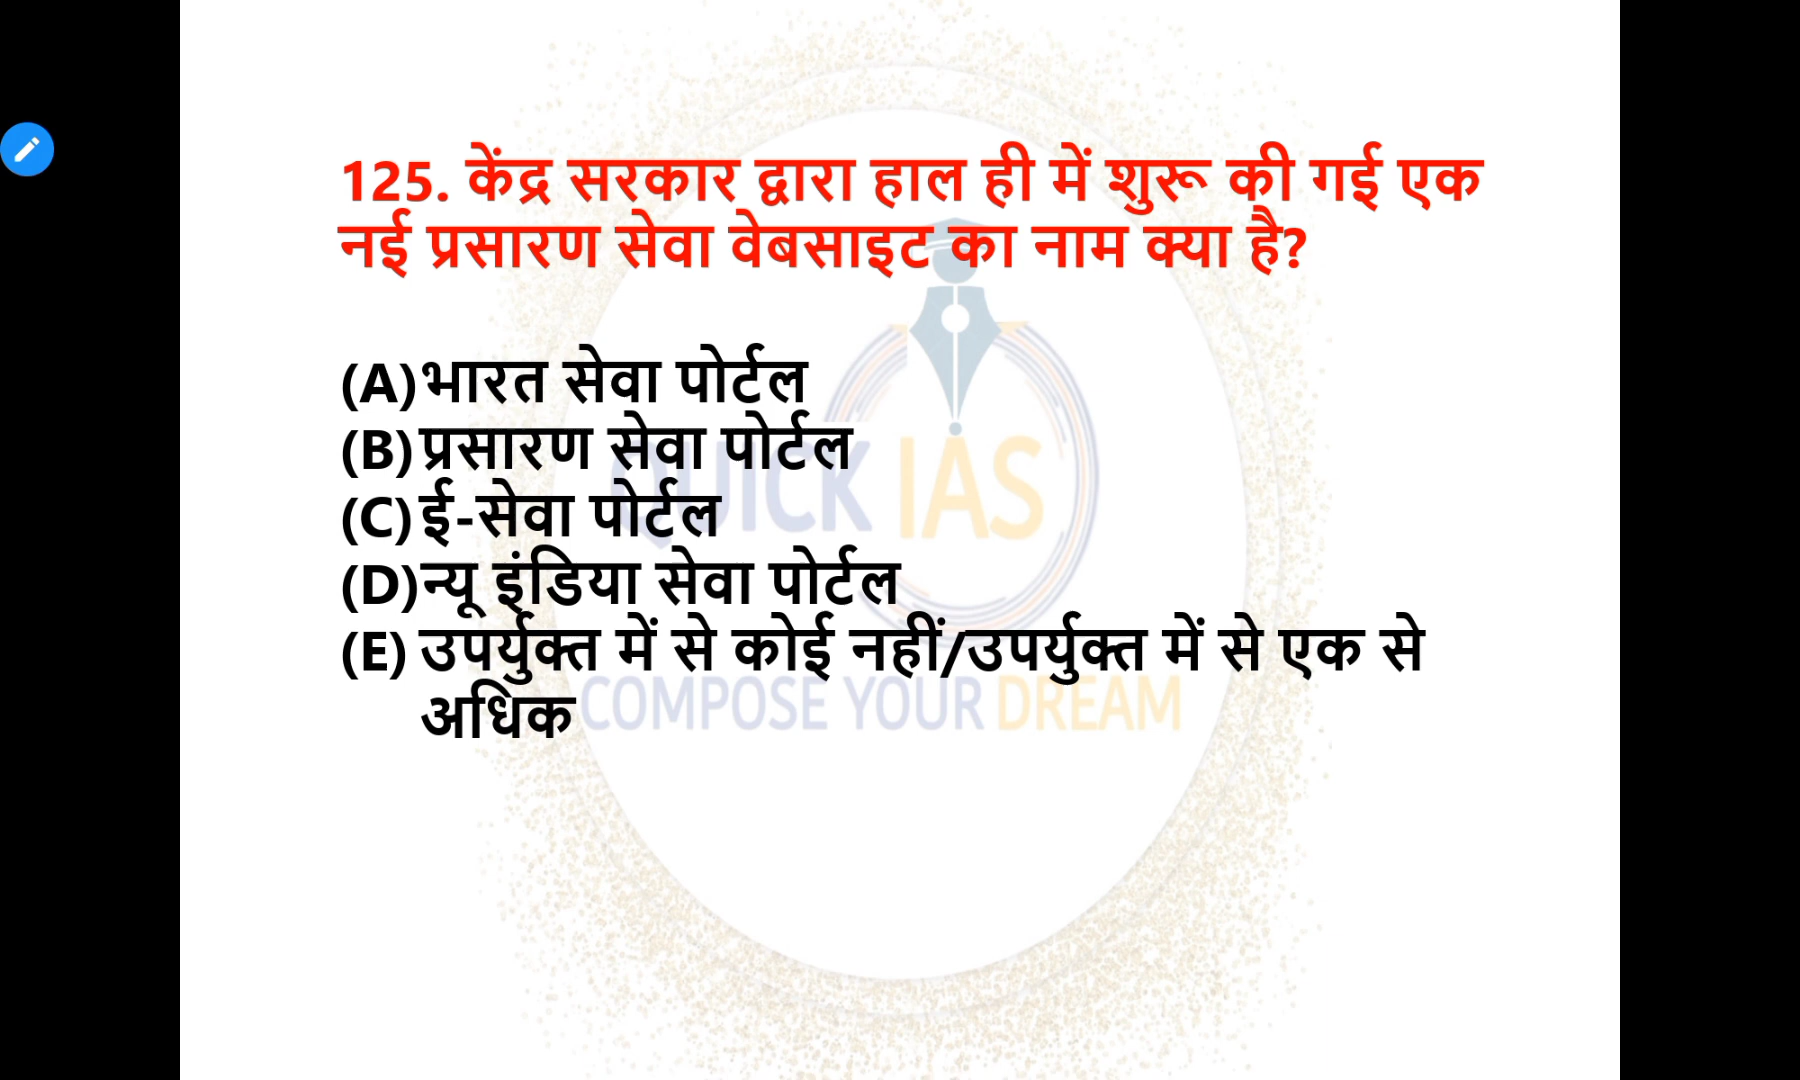 125. केंद्र सरकार द्वारा हाल ही में शुरू की गई एक
नई प्रसारण सेवा वेबसाइट का नाम क्या है?
(A) भारत सेवा पोर्टल
(B) प्रसारण सेवा पोर्टल
(C) ई-सेवा पोर्टल
(D) न्यू इंडिया सेवा पोर्टल
(E) उपर्युक्त में से कोई नहीं/उपर्युक्त में से एक से
अधिक
QUICK IAS
COMPOSE YOUR DREAM